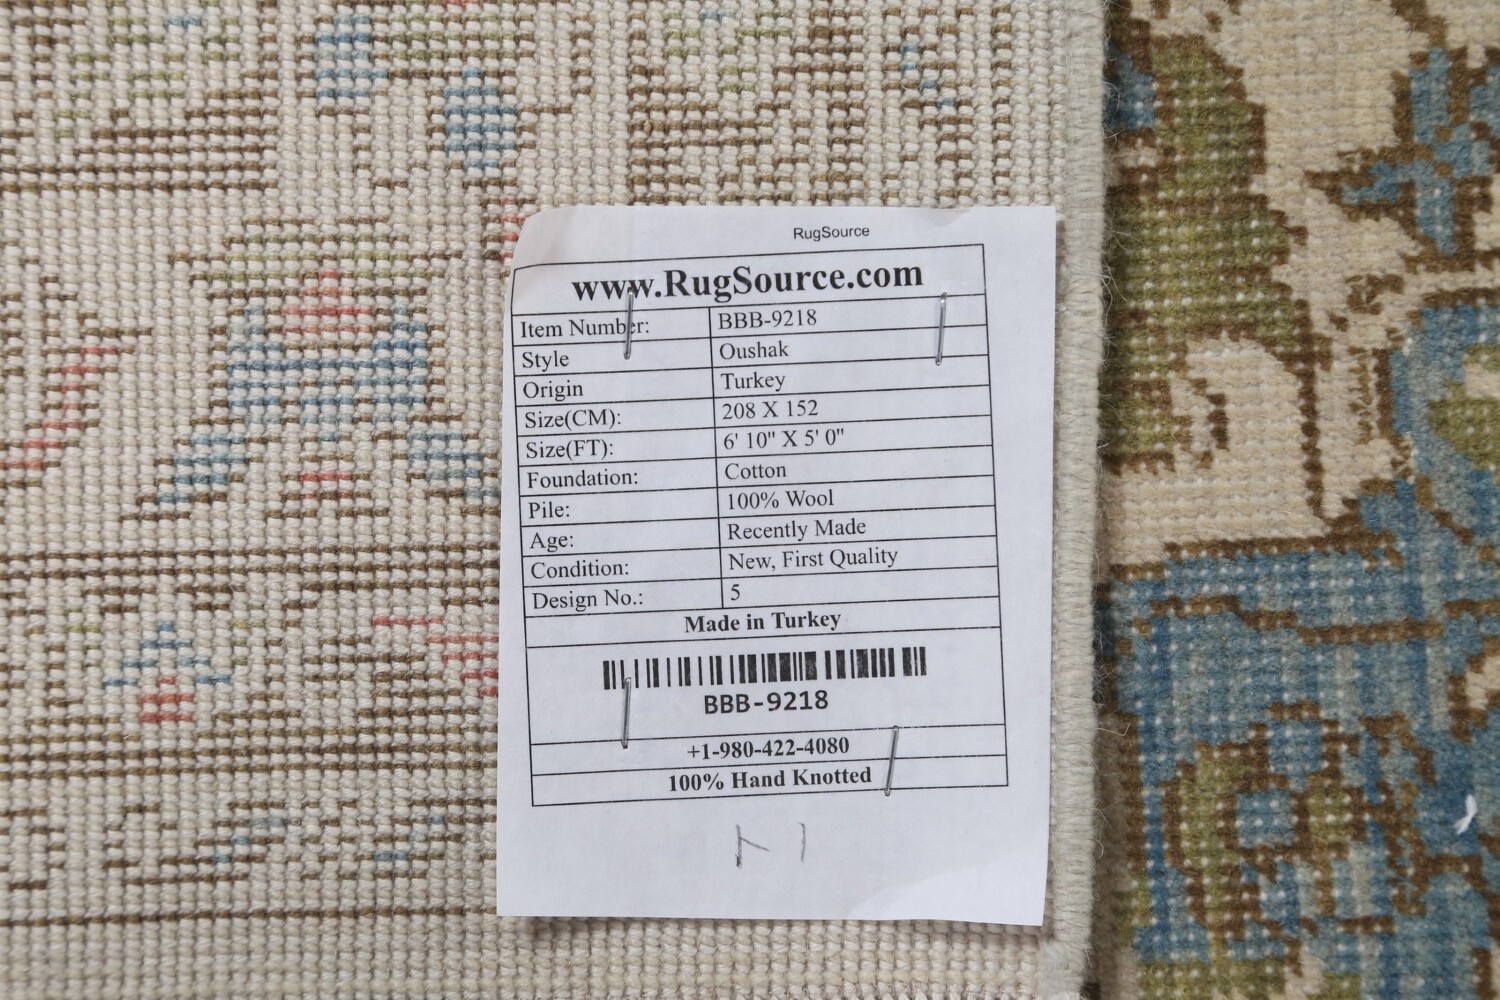 RugSource
www.RugSource.com
Item Number: BBB-9218
Style Oushak
Origin Turkey
Size(CM): 208 X 152
Size(FT): 6' 10" X 5' 0"
Foundation: Cotton
Pile: 100% Wool
Age: Recently Made
Condition: New, First Quality
Design No.: 5
Made in Turkey
BBB-9218
+1-980-422-4080
100% Hand Knotted